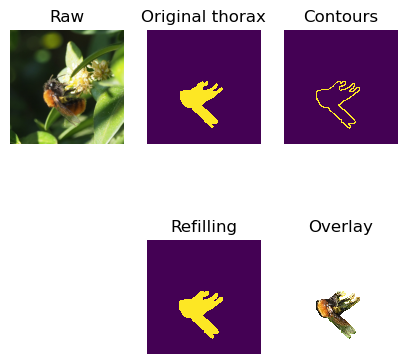 Raw
Original thorax
Contours
Refilling
Overlay